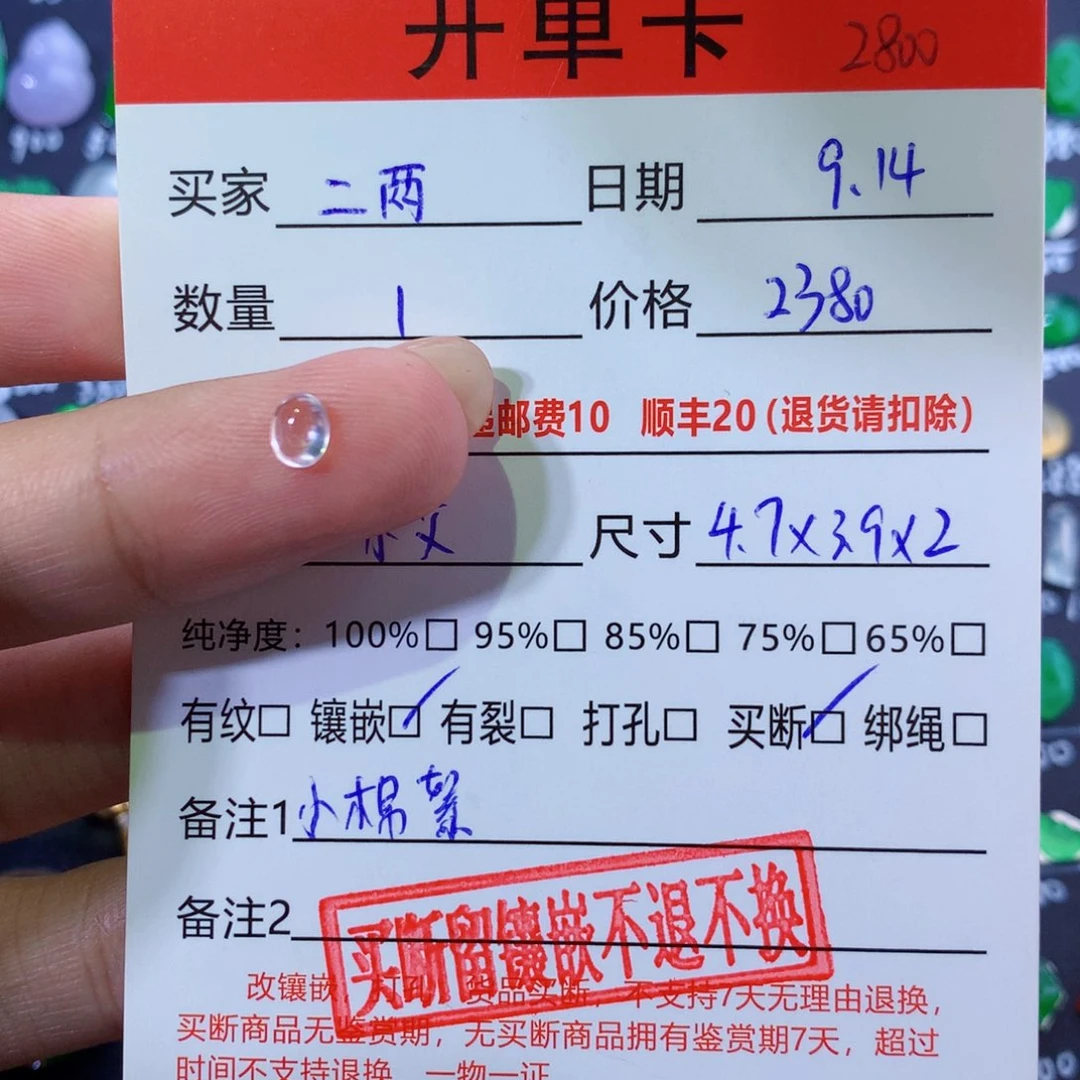 开单卡 2800
买家 二两 日期 9.14
数量 1 价格 2380
邮费10 顺丰20(退货请扣除)
尺寸 4.7x3.9x2
纯净度：100%□ 95%□ 85%□ 75%□ 65%□
有纹□ 镶嵌□ 有裂□ 打孔□ 买断□ 绑绳□
备注1 小棉絮
备注2
买断留镶嵌不退不换
改镶嵌 打孔 货品买断 不支持7天无理由退换，
买断商品无鉴赏期，无买断商品拥有鉴赏期7天，超过
时间不支持退换 一物一证
900